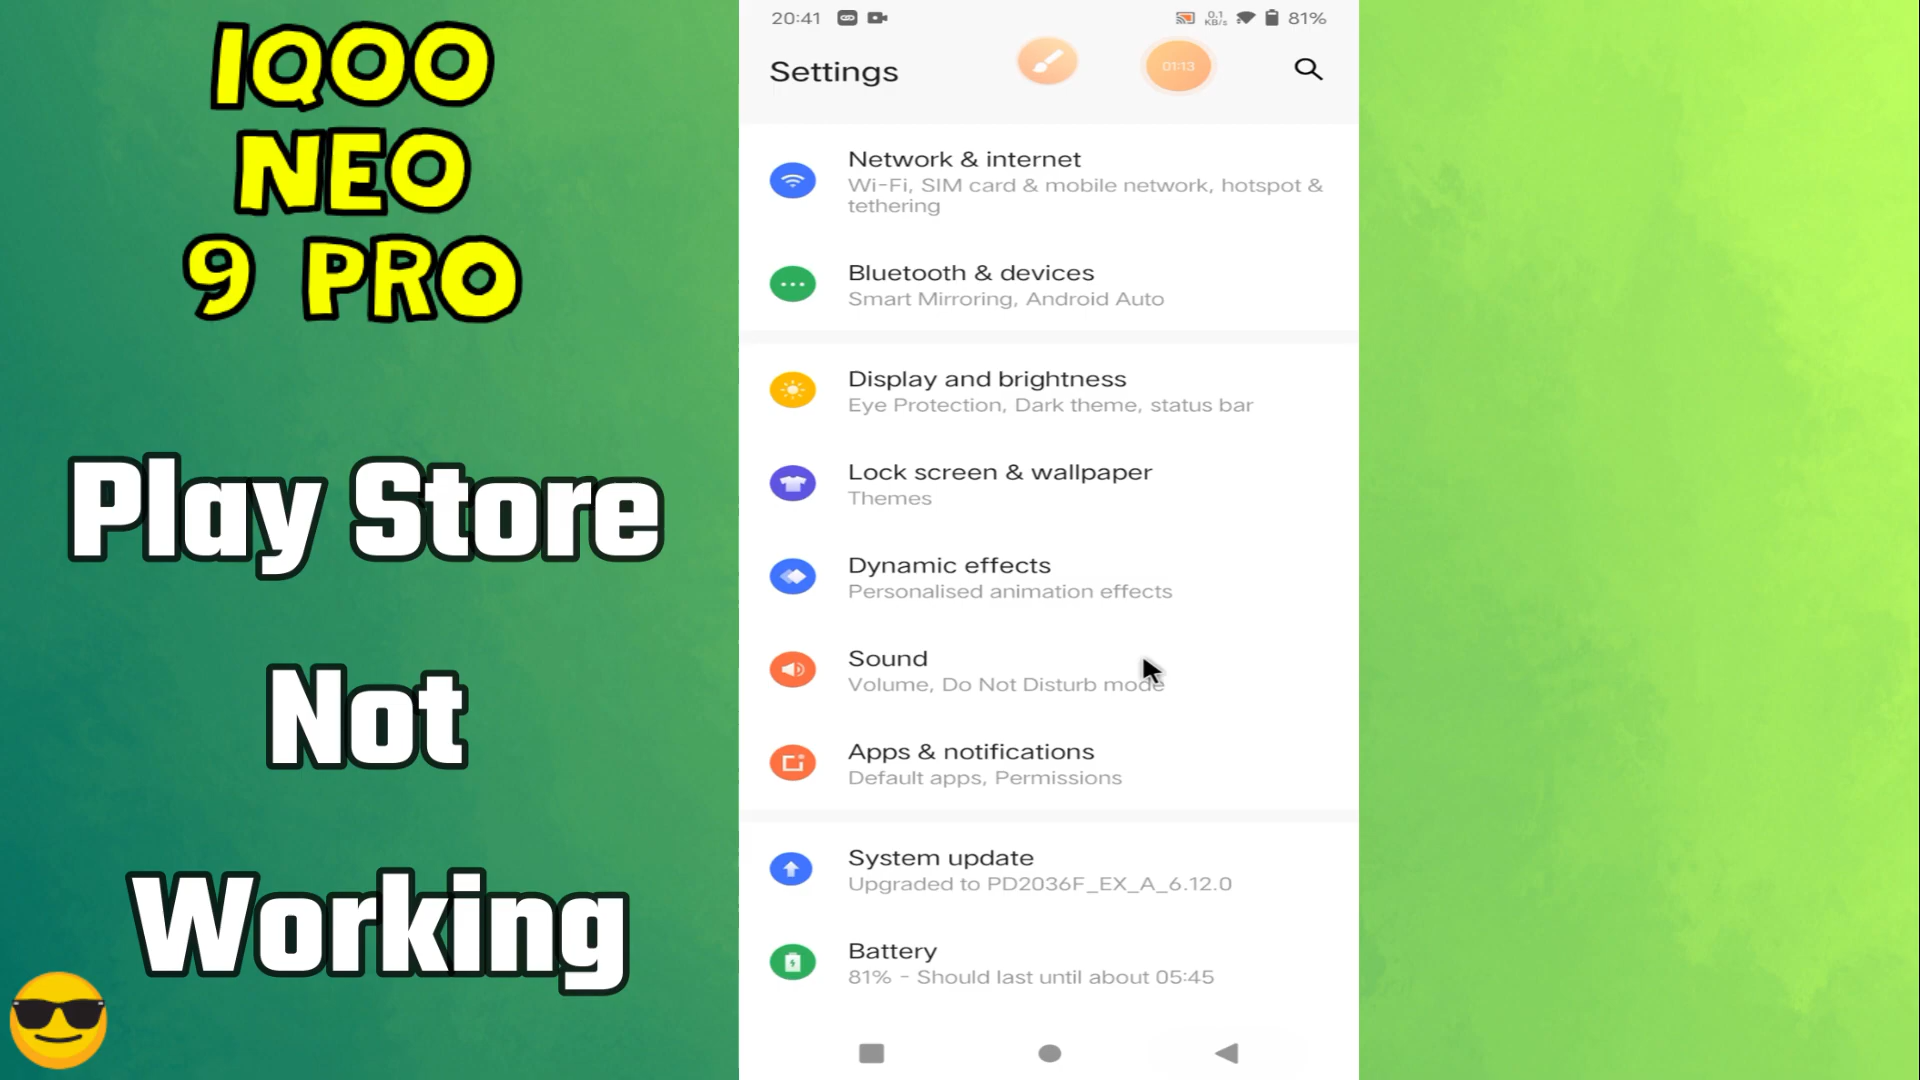 IQOO
NEO
9 PRO
Play Store
Not
Working
20:41
0.1
KB/s
81%
Settings
01:13
Network & internet
Wi-Fi, SIM card & mobile network, hotspot &
tethering
Bluetooth & devices
Smart Mirroring, Android Auto
Display and brightness
Eye Protection, Dark theme, status bar
Lock screen & wallpaper
Themes
Dynamic effects
Personalised animation effects
Sound
Volume, Do Not Disturb mode
Apps & notifications
Default apps, Permissions
System update
Upgraded to PD2036F_EX_A_6.12.0
Battery
81% - Should last until about 05:45